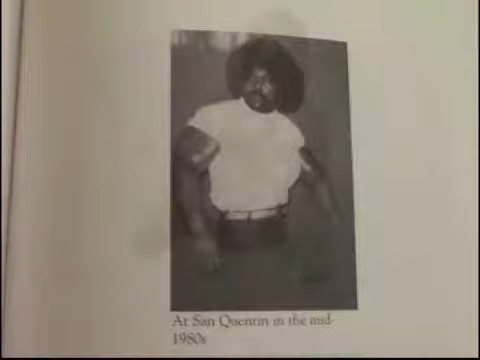 At San Quentin in the mid-
1980s